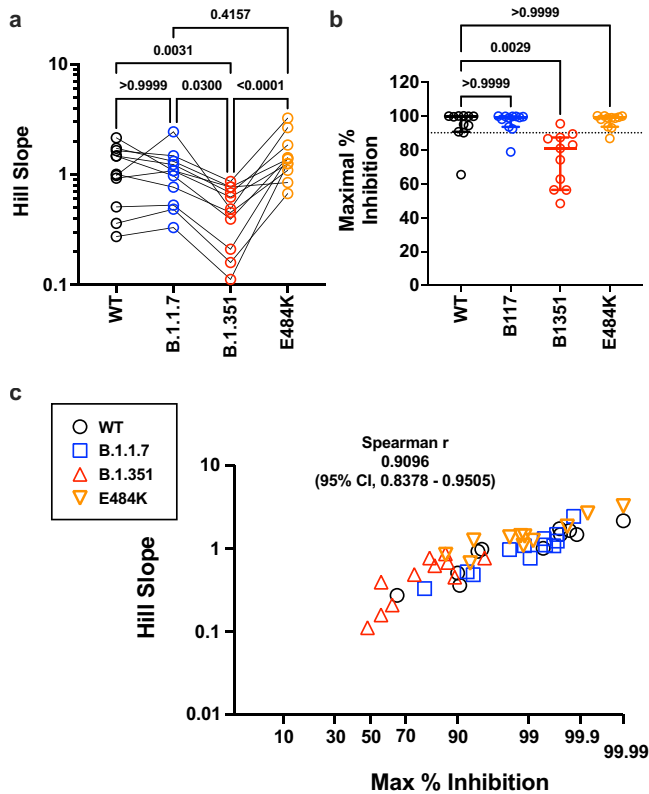 a
0.4157
0.0031
>0.9999
0.0300
<0.0001
Hill Slope
10
1
0.1
WT
B.1.1.7
B.1.351
E484K
b
>0.9999
0.0029
>0.9999
Maximal %
Inhibition
120
100
80
60
40
20
0
WT
B117
B1351
E484K
c
WT
B.1.1.7
B.1.351
E484K
Spearman r
0.9096
(95% CI, 0.8378 - 0.9505)
Hill Slope
10
1
0.1
0.01
10
30
50
70
90
99
99.9
99.99
Max % Inhibition